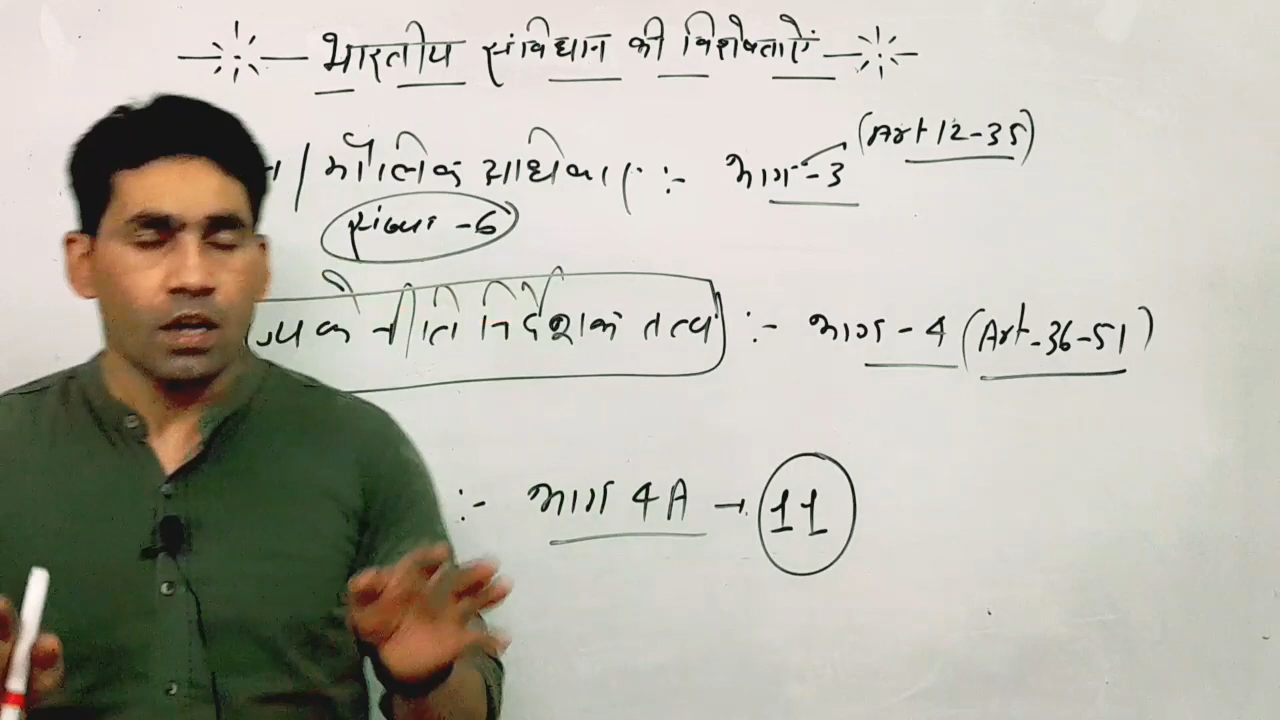 भारतीय संविधान की विशेषताएं
मौलिक अधिकार :- भाग-3 (Art 12-35)
संख्या -6
के नीति निर्देशक तत्व :- भाग - 4 (Art-36-51)
:- भाग 4A → 11